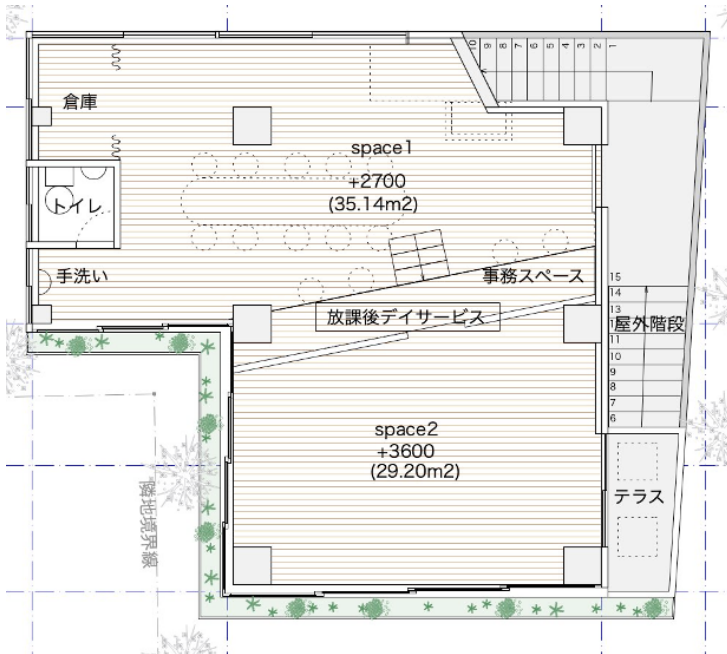 10 9 8 7 6 5 4 3 2 1
倉庫
space1
+2700
(35.14m2)
トイレ
手洗い
事務スペース
放課後デイサービス
15
14
13
屋外階段
11
10
9
8
7
6
space2
+3600
(29.20m2)
テラス
隣地境界線